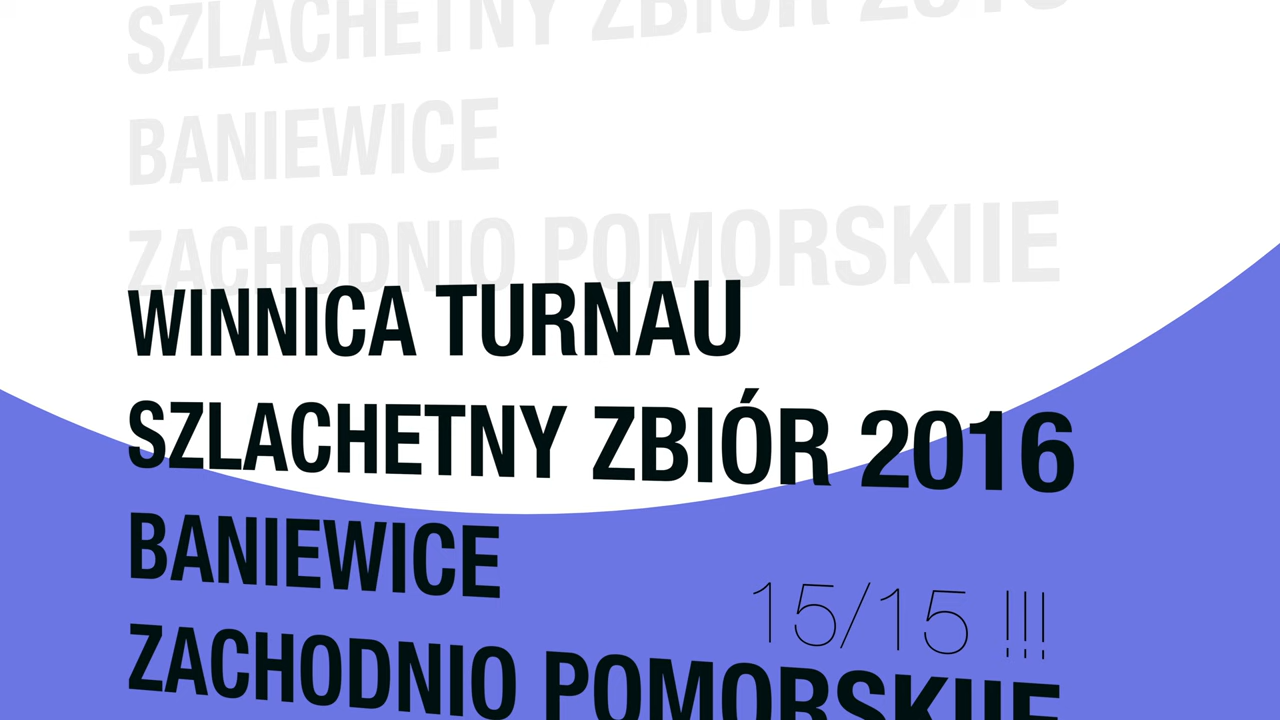 SZLACHETNY ZBIÓR 2016
BANIEWICE
ZACHODNIO POMORSKIIE
WINNICA TURNAU
SZLACHETNY ZBIÓR 2016
BANIEWICE
15/15 !!!
ZACHODNIO POMORSKIIE